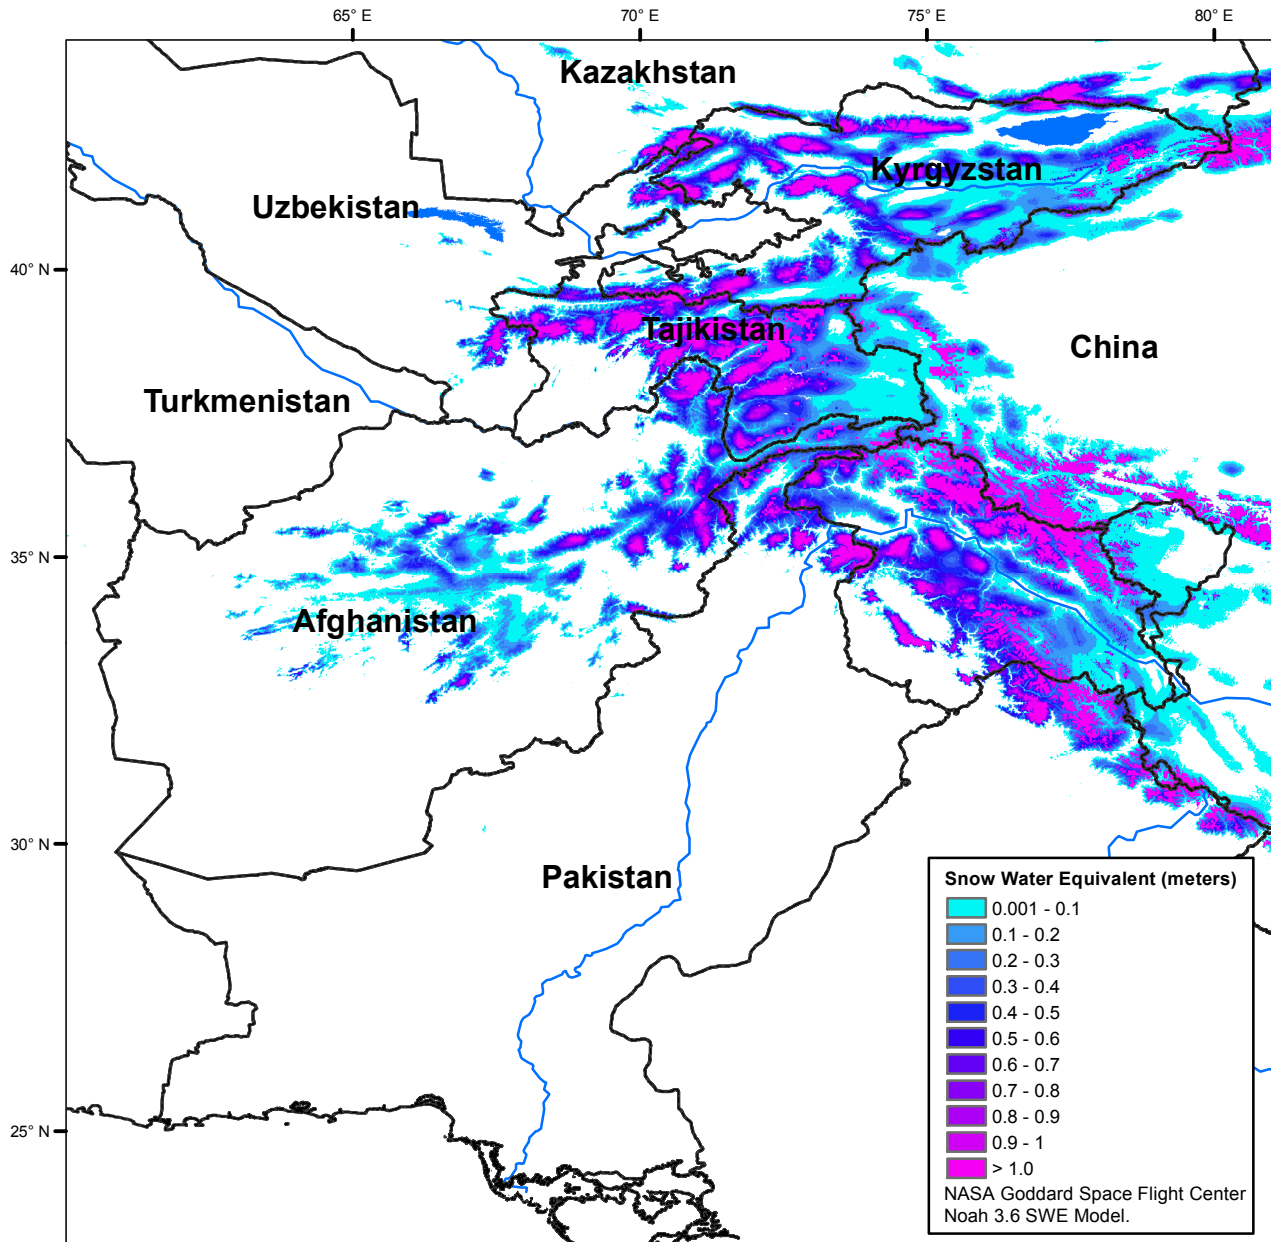 65° E
70° E
75° E
80° E
Kazakhstan
Kyrgyzstan
Uzbekistan
40° N
Tajikistan
China
Turkmenistan
35° N
Afghanistan
30° N
Pakistan
25° N
Snow Water Equivalent (meters)
0.001 - 0.1
0.1 - 0.2
0.2 - 0.3
0.3 - 0.4
0.4 - 0.5
0.5 - 0.6
0.6 - 0.7
0.7 - 0.8
0.8 - 0.9
0.9 - 1
> 1.0
NASA Goddard Space Flight Center
Noah 3.6 SWE Model.